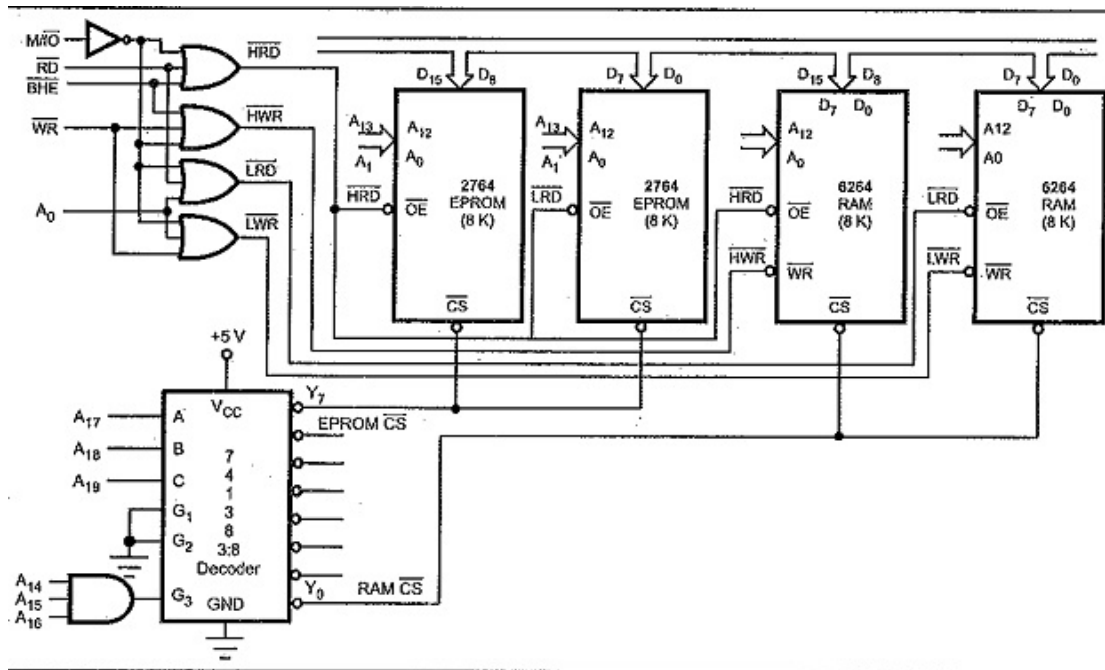 M/IO
RD
BHE
WR
A0
HRD
HWR
LRD
LWR
D15 D8
D7 D0
D15 D8
D7 D0
A13
A1
A12
A0
HRD
OE
2764
EPROM
(8 K)
CS
A13
A1
A12
A0
LRD
OE
2764
EPROM
(8 K)
CS
D7 D0
A12
A0
HRD
OE
HWR
WR
6264
RAM
(8 K)
CS
D7 D0
A12
A0
LRD
OE
LWR
WR
6264
RAM
(8 K)
CS
+5 V
VCC
A17
A18
A19
A
B
C
G1
G2
G3
A14
A15
A16
7
4
1
3
8
3:8
Decoder
GND
Y7
EPROM CS
Y0
RAM CS